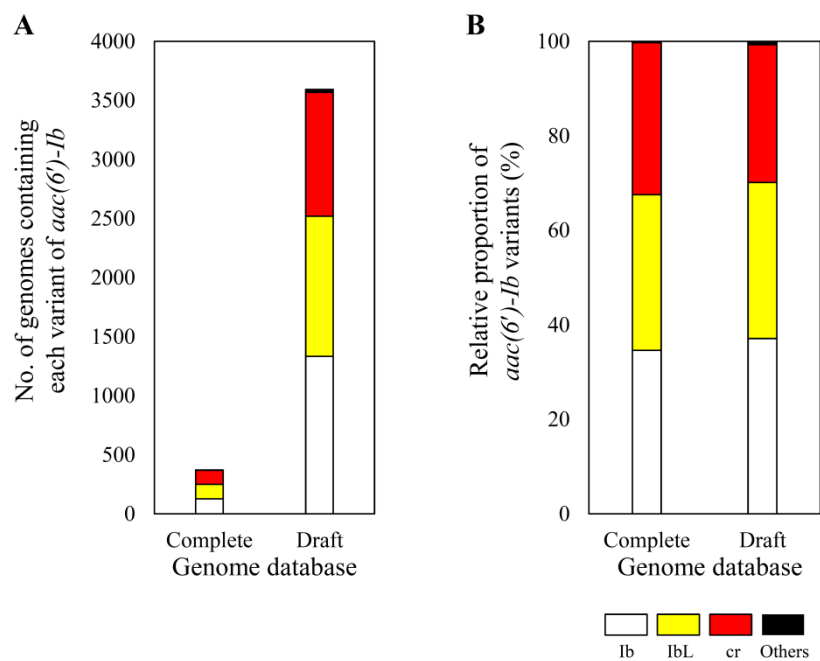 A
No. of genomes containing
each variant of aac(6')-Ib
4000
3500
3000
2500
2000
1500
1000
500
0
Complete
Draft
Genome database
B
Relative proportion of
aac(6')-Ib variants (%)
100
80
60
40
20
0
Complete
Draft
Genome database
Ib
IbL
cr
Others